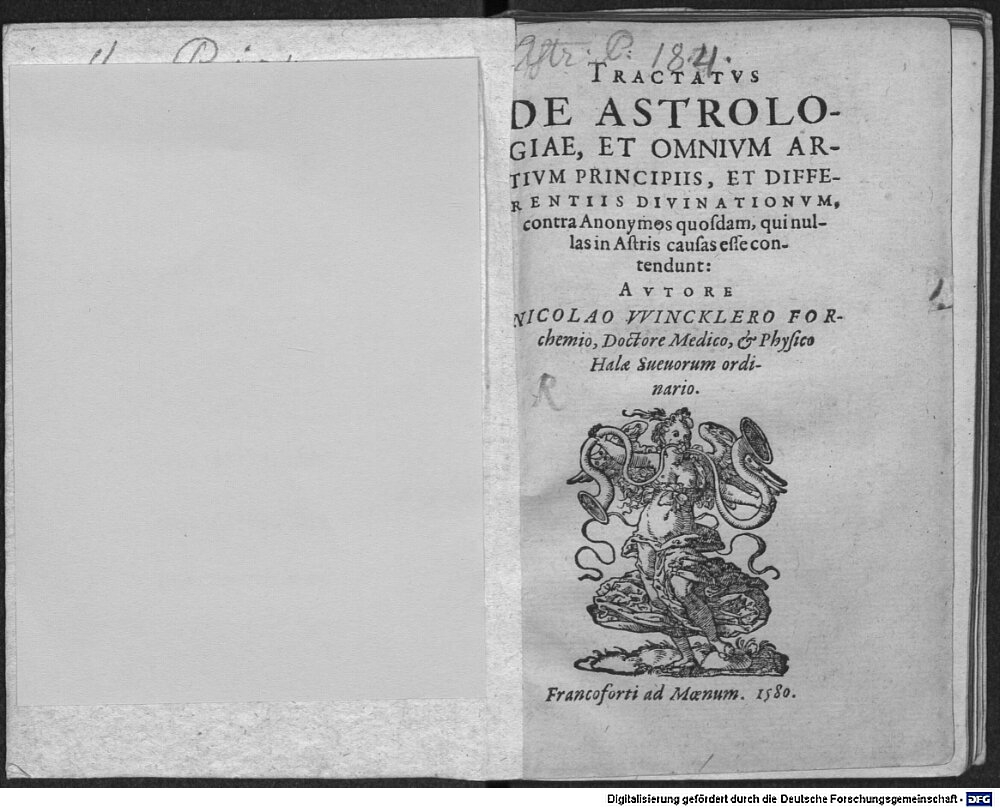 Astr. P. 184.
TRACTATVS
DE ASTROLO-
GIAE, ET OMNIVM AR-
TIVM PRINCIPIIS, ET DIFFE-
RENTIIS DIVINATIONVM,
contra Anonymos quoſdam, qui nul-
las in Aſtris cauſas eſſe con-
tendunt:
AVTORE
NICOLAO VVINCKLERO FOR-
chemio, Doctore Medico, & Phyſico
Halæ Sueuorum ordi-
nario.
R
Francoforti ad Mœnum. 1580.
Digitalisierung gefördert durch die Deutsche Forschungsgemeinschaft - DFG